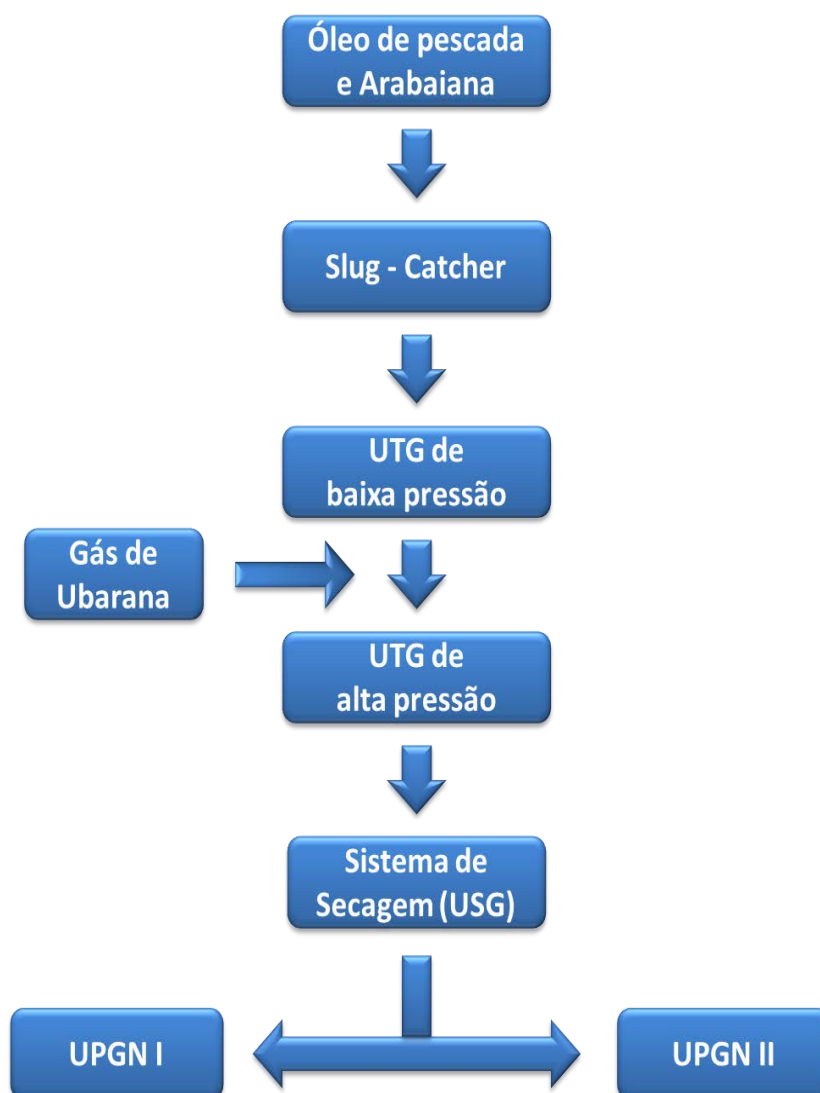 Óleo de pescada
e Arabaiana
Slug - Catcher
UTG de
baixa pressão
Gás de
Ubarana
UTG de
alta pressão
Sistema de
Secagem (USG)
UPGN I
UPGN II